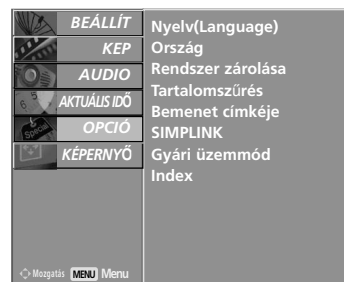 BEÁLLÍT
KEP
AUDIO
AKTUÁLIS IDŐ
OPCIÓ
KÉPERNYŐ
Mozgatás MENU Menu
Nyelv(Language)
Ország
Rendszer zárolása
Tartalomszűrés
Bemenet címkéje
SIMPLINK
Gyári üzemmód
Index